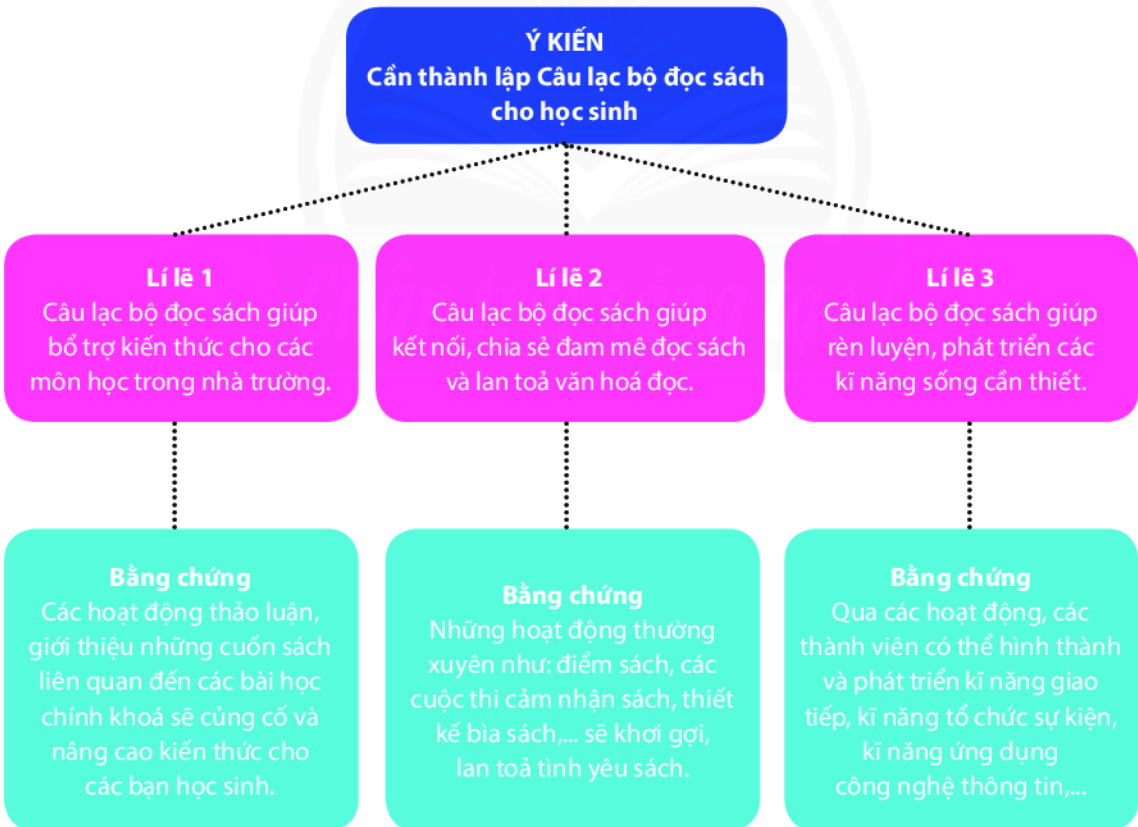 Ý KIẾN
Cần thành lập Câu lạc bộ đọc sách
cho học sinh
Lí lẽ 1
Câu lạc bộ đọc sách giúp
bổ trợ kiến thức cho các
môn học trong nhà trường.
Lí lẽ 2
Câu lạc bộ đọc sách giúp
kết nối, chia sẻ đam mê đọc sách
và lan toả văn hoá đọc.
Lí lẽ 3
Câu lạc bộ đọc sách giúp
rèn luyện, phát triển các
kĩ năng sống cần thiết.
Bằng chứng
Các hoạt động thảo luận,
giới thiệu những cuốn sách
liên quan đến các bài học
chính khoá sẽ củng cố và
nâng cao kiến thức cho
các bạn học sinh.
Bằng chứng
Những hoạt động thường
xuyên như: điểm sách, các
cuộc thi cảm nhận sách, thiết
kế bìa sách,... sẽ khơi gợi,
lan toả tình yêu sách.
Bằng chứng
Qua các hoạt động, các
thành viên có thể hình thành
và phát triển kĩ năng giao
tiếp, kĩ năng tổ chức sự kiện,
kĩ năng ứng dụng
công nghệ thông tin,...